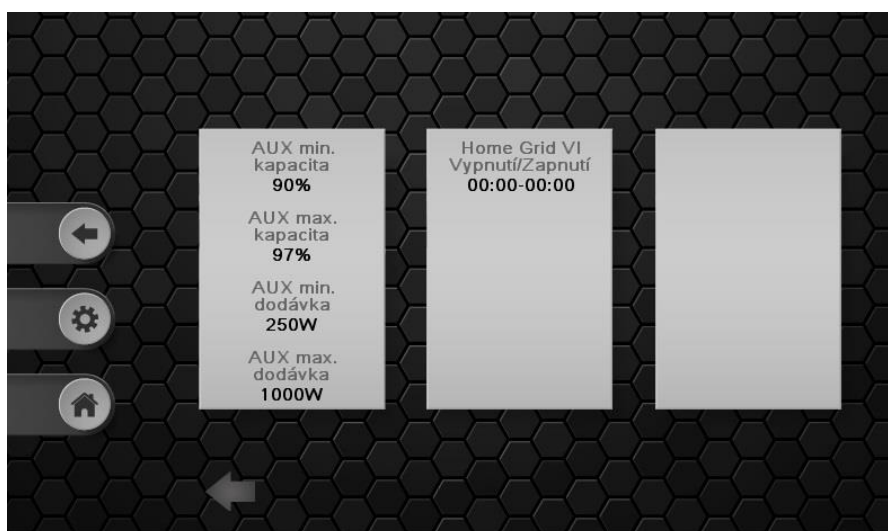 AUX min.
kapacita
90%
AUX max.
kapacita
97%
AUX min.
dodávka
250W
AUX max.
dodávka
1000W
Home Grid VI
Vypnutí/Zapnutí
00:00-00:00